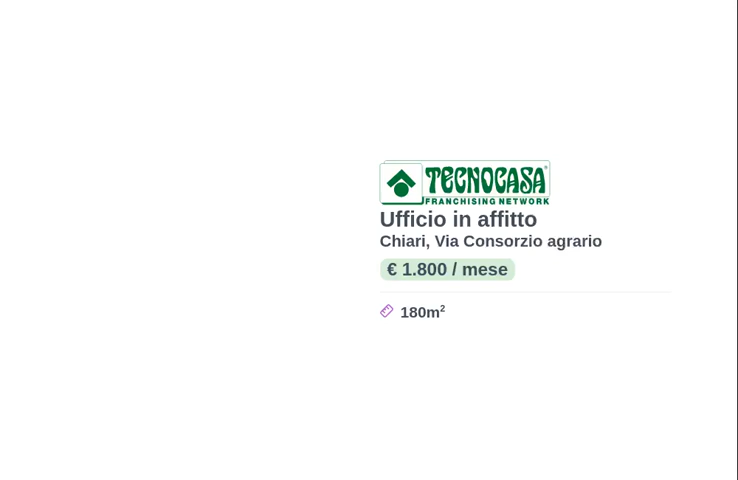 TECNOCASA
FRANCHISING NETWORK
Ufficio in affitto
Chiari, Via Consorzio agrario
€ 1.800 / mese
180m²